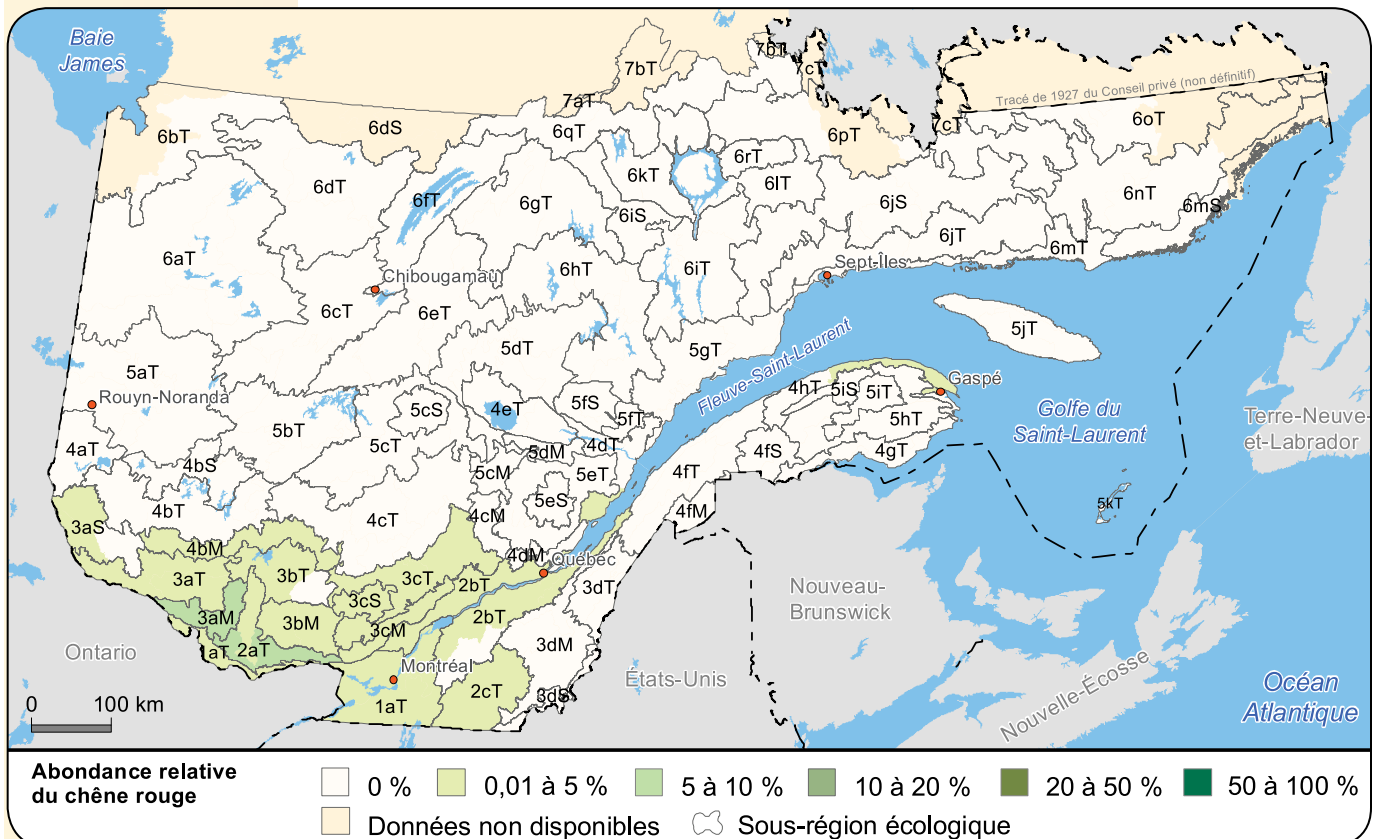 Baie
James
7bT
7bT
7cT
7aT
Tracé de 1927 du Conseil privé (non définitif)
6bT
6dS
6qT
6pT
7cT
6oT
6dT
6fT
6gT
6kT
6rT
6lT
6iS
6jS
6nT
6mS
6jT
6mT
6aT
Chibougamau
6hT
6iT
Sept-Îles
6cT
6eT
5dT
5gT
5jT
5aT
Rouyn-Noranda
5bT
5cS
4eT
5fS
5fT
Fleuve-Saint-Laurent
4hT
5iS
5iT
Gaspé
5hT
Golfe du
Saint-Laurent
Terre-Neuve-
et-Labrador
4aT
4bS
5cT
5dM
4dT
4fS
4gT
5cM
5eT
4fT
5kT
4bT
5eS
3aS
4cT
4cM
4fM
4bM
4dM
Québec
3aT
3bT
3cT
2bT
3dT
3cS
Nouveau-
Brunswick
3aM
3bM
3cM
2bT
3dM
Ontario
1aT
2aT
Montréal
États-Unis
2cT
3dS
1aT
Nouvelle-Écosse
Océan
Atlantique
0 100 km
Abondance relative
du chêne rouge
0 % 0,01 à 5 % 5 à 10 % 10 à 20 % 20 à 50 % 50 à 100 %
Données non disponibles Sous-région écologique